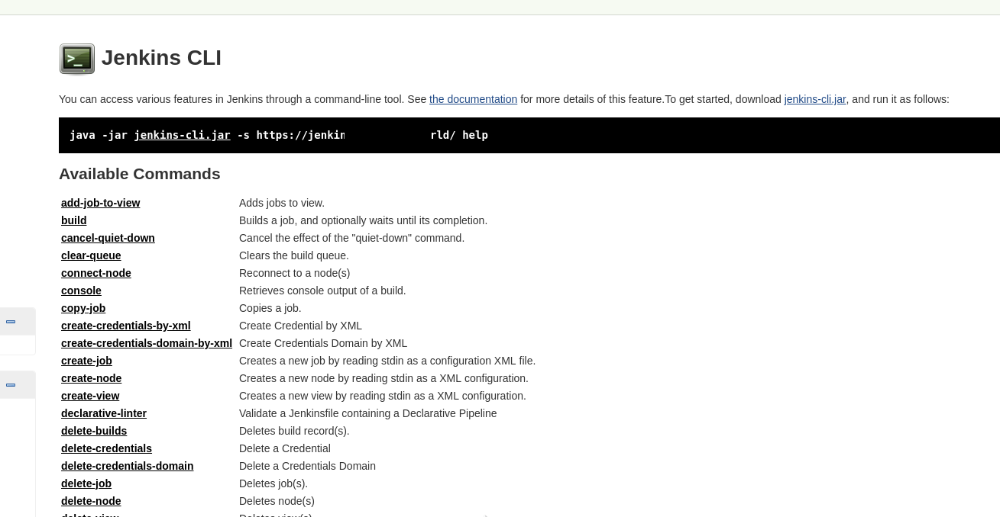 Jenkins CLI
You can access various features in Jenkins through a command-line tool. See the documentation for more details of this feature.To get started, download jenkins-cli.jar, and run it as follows:
java -jar jenkins-cli.jar -s https://jenkin rld/ help
Available Commands
add-job-to-view Adds jobs to view.
build Builds a job, and optionally waits until its completion.
cancel-quiet-down Cancel the effect of the "quiet-down" command.
clear-queue Clears the build queue.
connect-node Reconnect to a node(s)
console Retrieves console output of a build.
copy-job Copies a job.
create-credentials-by-xml Create Credential by XML
create-credentials-domain-by-xml Create Credentials Domain by XML
create-job Creates a new job by reading stdin as a configuration XML file.
create-node Creates a new node by reading stdin as a XML configuration.
create-view Creates a new view by reading stdin as a XML configuration.
declarative-linter Validate a Jenkinsfile containing a Declarative Pipeline
delete-builds Deletes build record(s).
delete-credentials Delete a Credential
delete-credentials-domain Delete a Credentials Domain
delete-job Deletes job(s).
delete-node Deletes node(s)